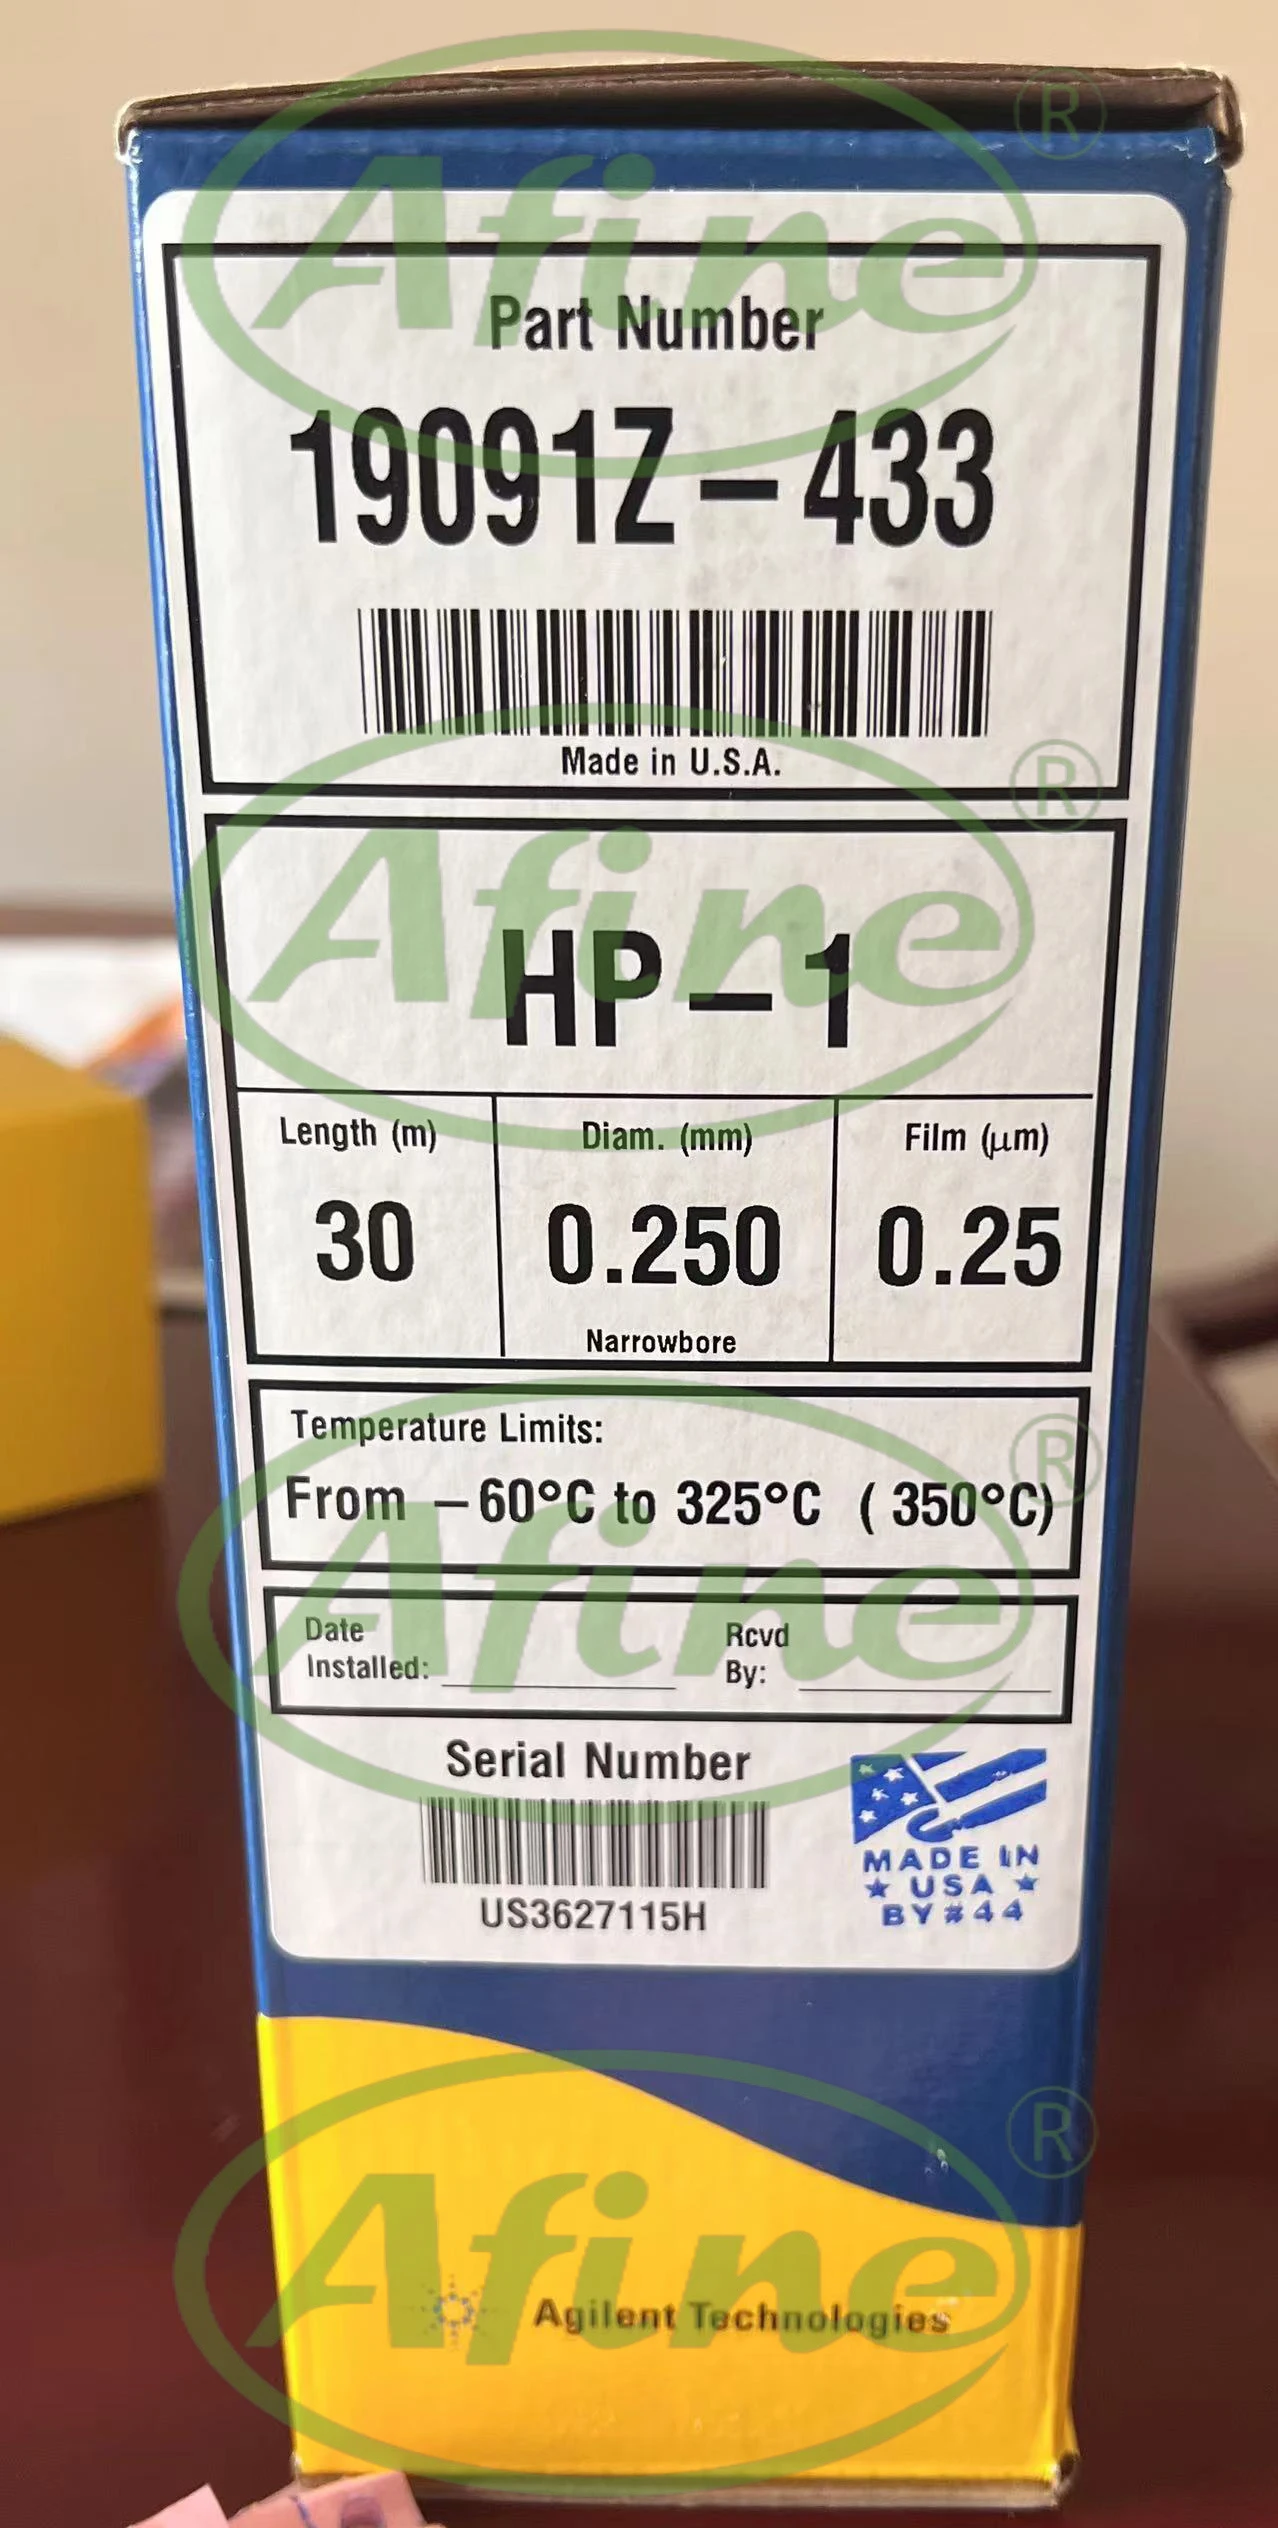 Afine ®
Part Number
19091Z-433
Made in U.S.A.
Afine ®
HP-1
Length (m) Diam. (mm) Film (μm)
30 0.250 0.25
Narrowbore
Temperature Limits:
From -60°C to 325°C (350°C)
Afine ®
Date Rcvd
Installed: By:
Serial Number
US3627115H
MADE IN
★ USA ★
BY#44
Afine ®
Agilent Technologies